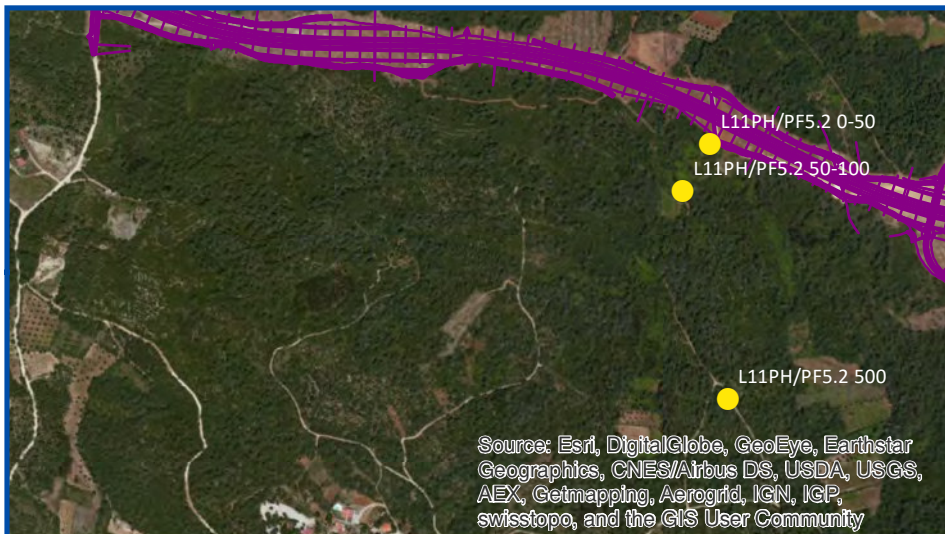 L11PH/PF5.2 0-50
L11PH/PF5.2 50-100
L11PH/PF5.2 500
Source: Esri, DigitalGlobe, GeoEye, Earthstar
Geographics, CNES/Airbus DS, USDA, USGS,
AEX, Getmapping, Aerogrid, IGN, IGP,
swisstopo, and the GIS User Community